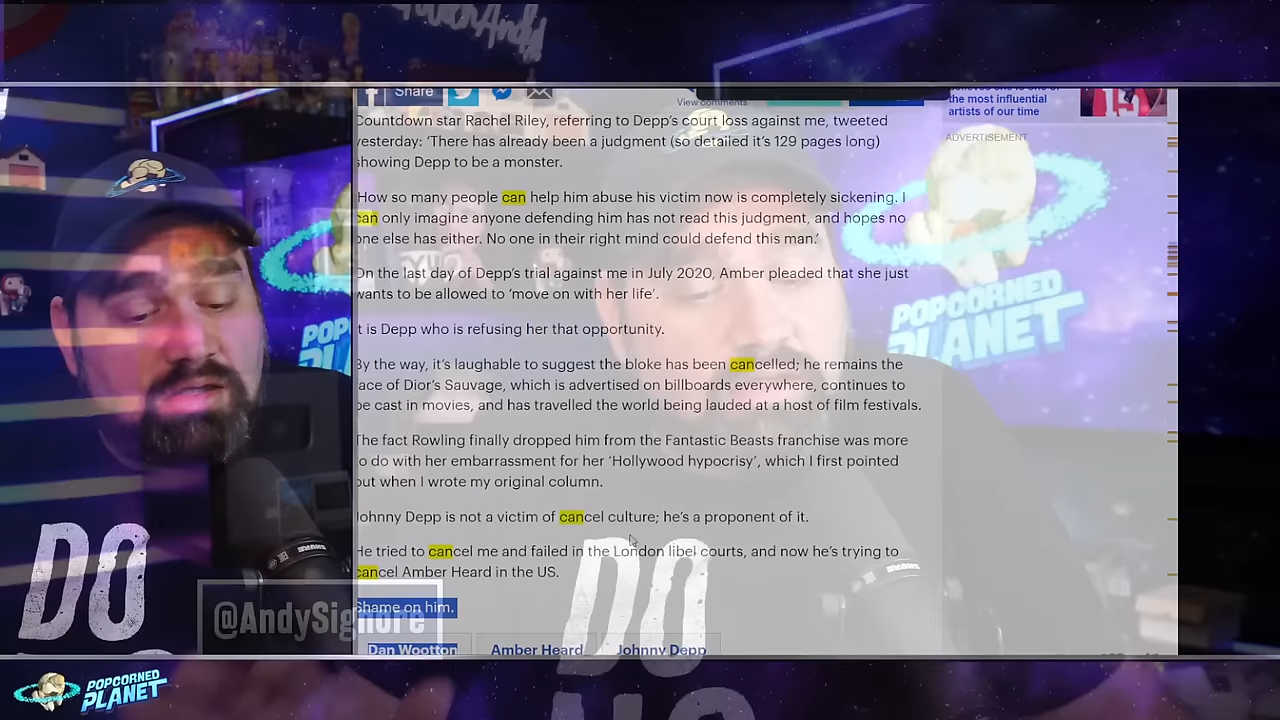 Share
View comments
believes she is one of
the most influential
artists of our time
ADVERTISEMENT
Countdown star Rachel Riley, referring to Depp's court loss against me, tweeted
yesterday: 'There has already been a judgment (so detailed it's 129 pages long)
showing Depp to be a monster.
'How so many people can help him abuse his victim now is completely sickening. I
can only imagine anyone defending him has not read this judgment, and hopes no
one else has either. No one in their right mind could defend this man.'
On the last day of Depp's trial against me in July 2020, Amber pleaded that she just
wants to be allowed to 'move on with her life'.
It is Depp who is refusing her that opportunity.
By the way, it's laughable to suggest the bloke has been cancelled; he remains the
face of Dior's Sauvage, which is advertised on billboards everywhere, continues to
be cast in movies, and has travelled the world being lauded at a host of film festivals.
The fact Rowling finally dropped him from the Fantastic Beasts franchise was more
to do with her embarrassment for her 'Hollywood hypocrisy', which I first pointed
out when I wrote my original column.
Johnny Depp is not a victim of cancel culture; he's a proponent of it.
He tried to cancel me and failed in the London libel courts, and now he's trying to
cancel Amber Heard in the US.
Shame on him.
Dan Wootton Amber Heard Johnny Depp
POPCORNED
PLANET
DO
DO
@AndySignore
POPCORNED
PLANET